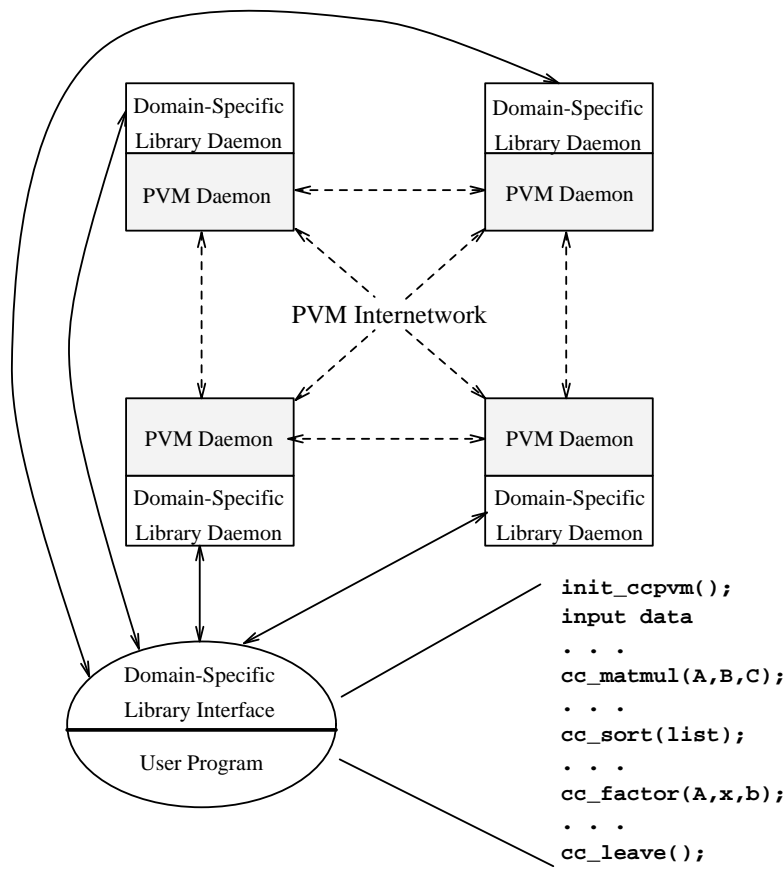 Domain-Specific
Library Daemon
PVM Daemon
Domain-Specific
Library Daemon
PVM Daemon
PVM Internetwork
PVM Daemon
Domain-Specific
Library Daemon
PVM Daemon
Domain-Specific
Library Daemon
Domain-Specific
Library Interface
User Program
init_ccpvm();
input data
. . .
cc_matmul(A,B,C);
. . .
cc_sort(list);
. . .
cc_factor(A,x,b);
. . .
cc_leave();